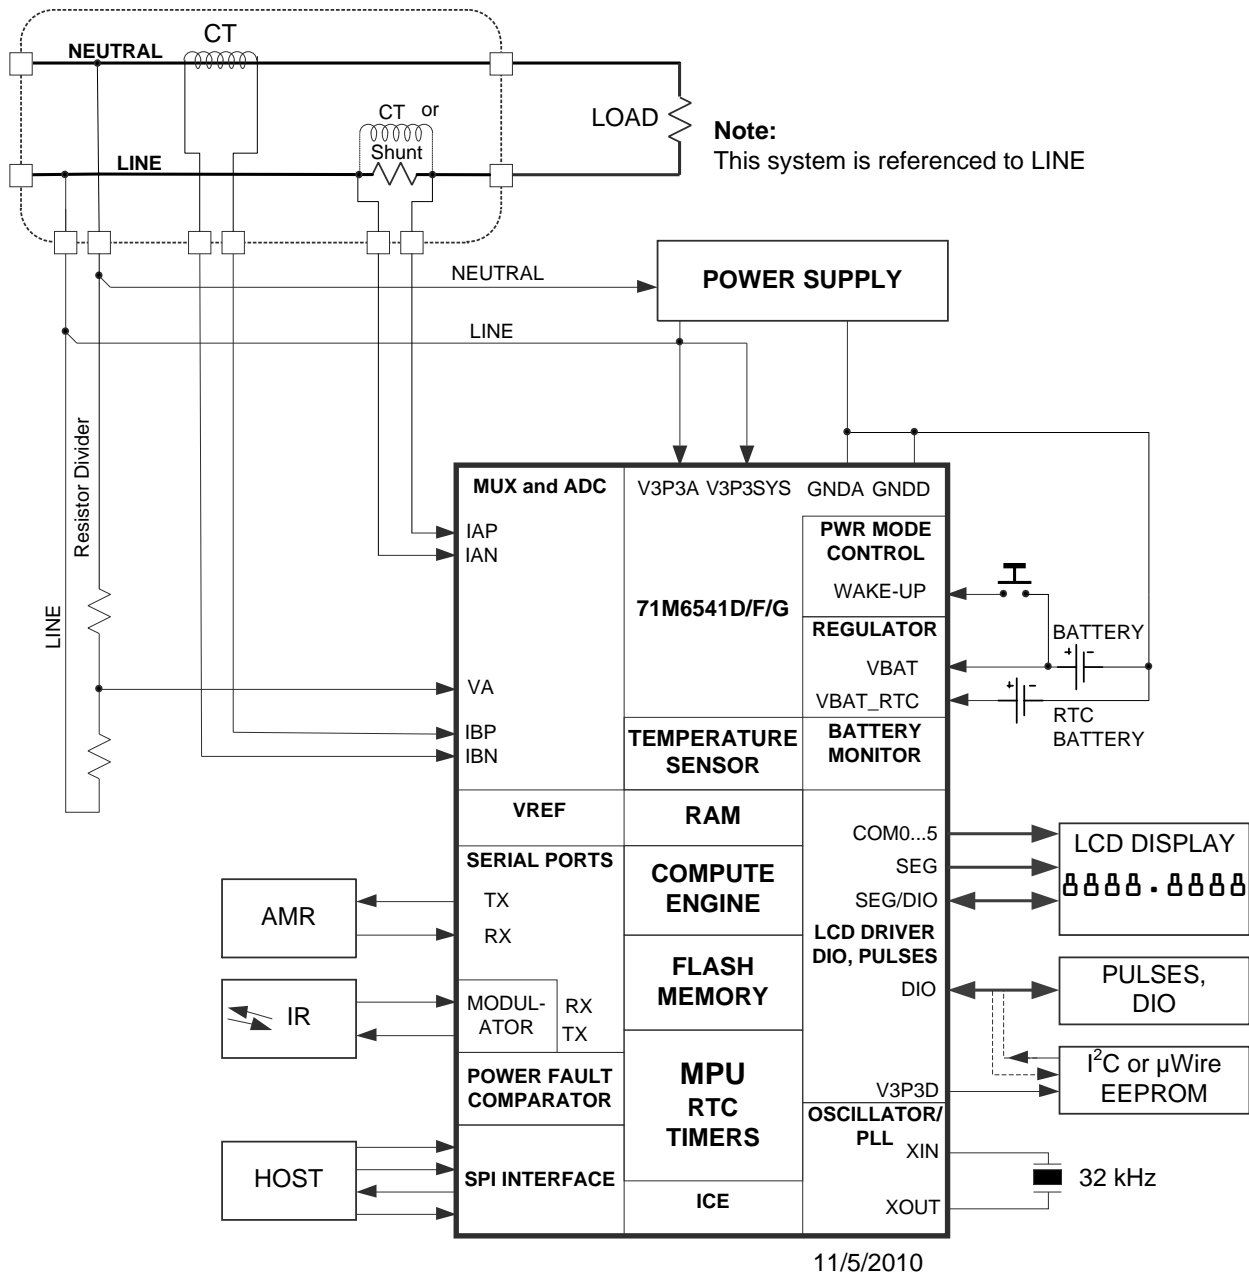 CT
NEUTRAL
CT or
Shunt
LINE
LOAD
Note:
This system is referenced to LINE
NEUTRAL
POWER SUPPLY
LINE
Resistor Divider
LINE
MUX and ADC
V3P3A V3P3SYS GNDA GNDD
IAP
IAN
PWR MODE
CONTROL
71M6541D/F/G
WAKE-UP
REGULATOR
BATTERY
+ -
VBAT
VA
VBAT_RTC
+ -
RTC
BATTERY
IBP
IBN
TEMPERATURE
SENSOR
BATTERY
MONITOR
VREF
RAM
COM0...5
SEG
SEG/DIO
LCD DISPLAY
8888.8888
SERIAL PORTS
TX
RX
AMR
COMPUTE
ENGINE
LCD DRIVER
DIO, PULSES
FLASH
MEMORY
DIO
PULSES,
DIO
IR
MODUL-
ATOR
RX
TX
I²C or µWire
EEPROM
POWER FAULT
COMPARATOR
MPU
RTC
TIMERS
V3P3D
OSCILLATOR/
PLL
XIN
32 kHz
HOST
SPI INTERFACE
ICE
XOUT
11/5/2010